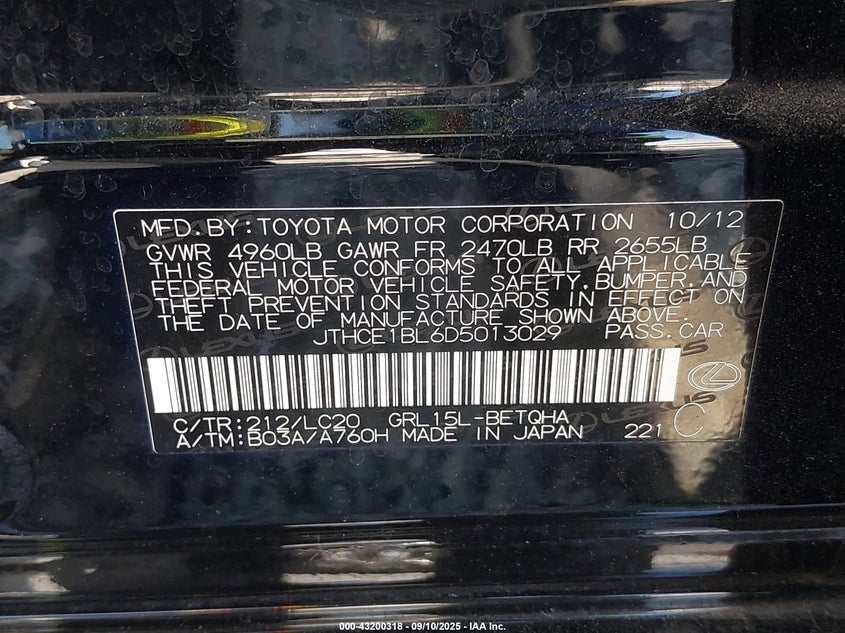 MFD. BY: TOYOTA MOTOR CORPORATION 10/12
GVWR 4960LB GAWR FR 2470LB RR 2655LB
THIS VEHICLE CONFORMS TO ALL APPLICABLE
FEDERAL MOTOR VEHICLE SAFETY, BUMPER, AND
THEFT PREVENTION STANDARDS IN EFFECT ON
THE DATE OF MANUFACTURE SHOWN ABOVE.
JTHCE1BL6D5013029 PASS. CAR
C/TR: 212/LC20 GRL15L-BETQHA
A/TM: B03A/A760H MADE IN JAPAN 221 C
000-43200318 - 09/10/2025 - IAA Inc.